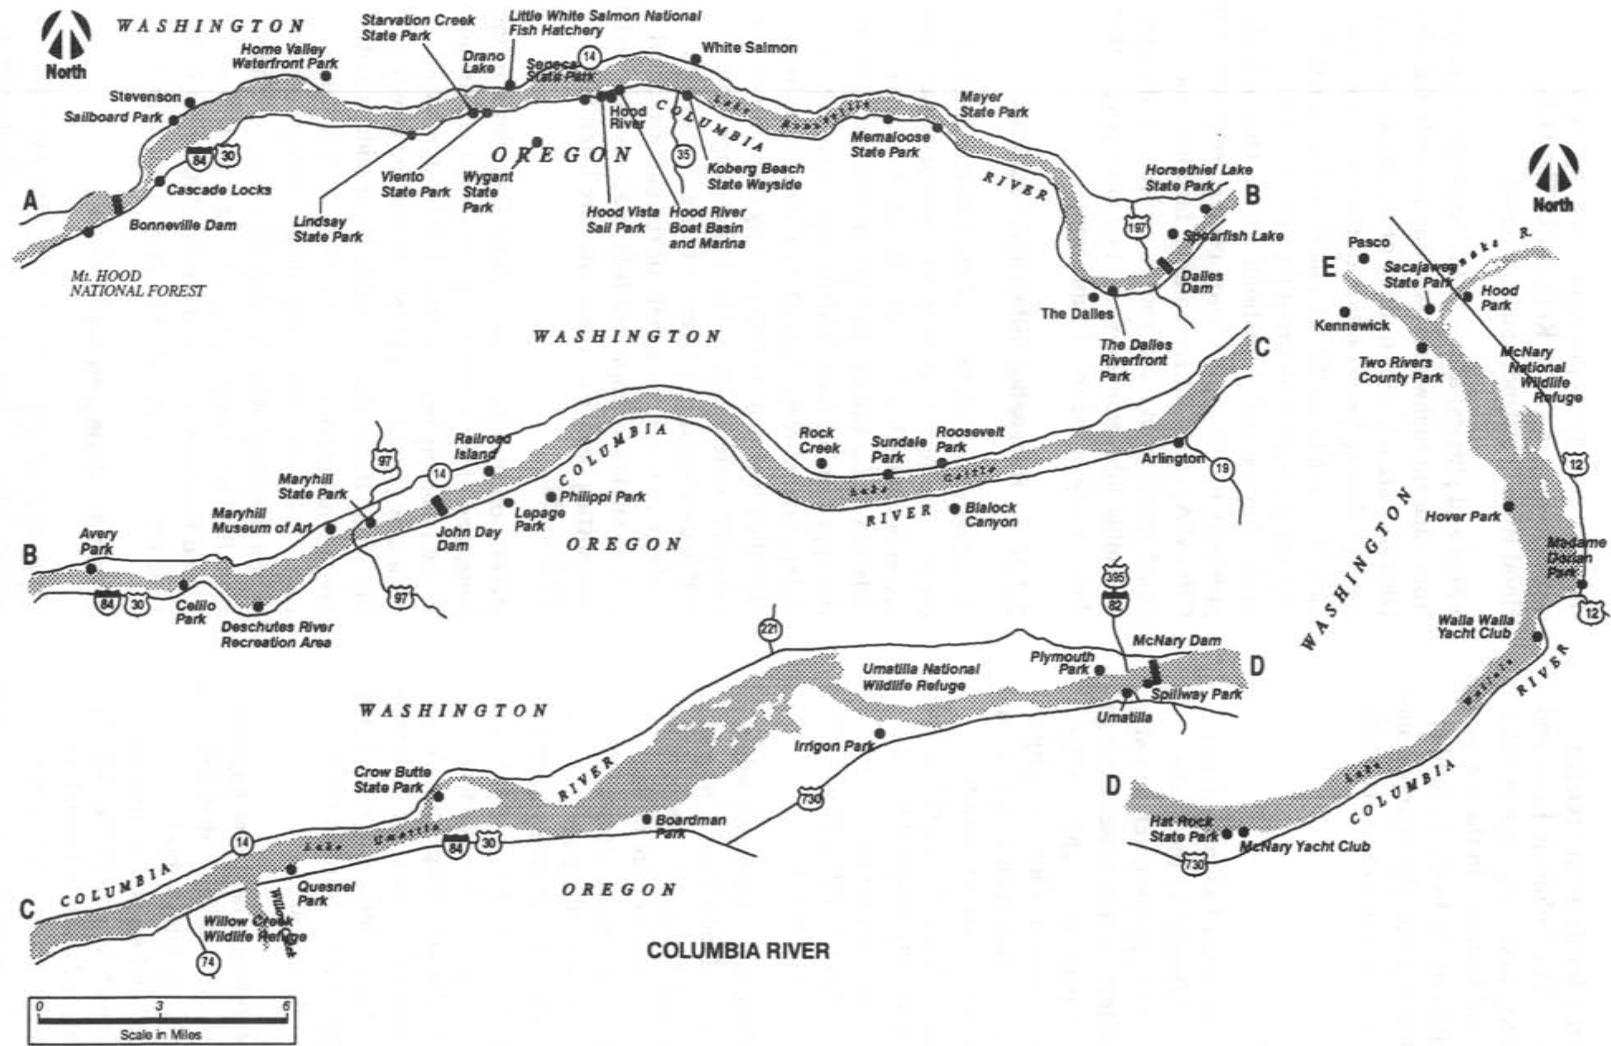 North
WASHINGTON
Home Valley
Waterfront Park
Starvation Creek
State Park
Little White Salmon National
Fish Hatchery
Drano
Lake
Seneca
State Park
14
White Salmon
Stevenson
Sailboard Park
84
30
Cascade Locks
A
Bonneville Dam
Mt. HOOD
NATIONAL FOREST
Lindsay
State Park
Viento
State Park
OREGON
Wygant
State
Park
Hood
River
Hood Vista
Sail Park
Hood River
Boat Basin
and Marina
COLUMBIA
35
Koberg Beach
State Wayside
Lake Bonneville
Memaloose
State Park
Mayer
State Park
RIVER
Horsethief Lake
State Park
B
197
Spearfish Lake
Dalles
Dam
The Dalles
The Dalles
Riverfront
Park
WASHINGTON
C
97
Railroad
Island
14
Maryhill
State Park
Maryhill
Museum of Art
COLUMBIA
Rock
Creek
Sundale
Park
Roosevelt
Park
Lake Celilo
Arlington
19
Avery
Park
B
John Day
Dam
Lepage
Park
Philippi Park
RIVER
Blalock
Canyon
OREGON
84
30
Celilo
Park
97
Deschutes River
Recreation Area
221
395
82
McNary Dam
Plymouth
Park
Umatilla National
Wildlife Refuge
D
Spillway Park
Umatilla
WASHINGTON
Irrigon Park
Crow Butte
State Park
RIVER
730
Boardman
Park
14
Lake Umatilla
84
30
COLUMBIA
Quesnel
Park
OREGON
C
Willow Creek
Willow Creek
Wildlife Refuge
74
COLUMBIA RIVER
0 3 6
Scale in Miles
North
Pasco
E
Sacajawea
State Park
Snake R.
Hood
Park
Kennewick
Two Rivers
County Park
McNary
National
Wildlife
Refuge
12
Hover Park
WASHINGTON
Madame
Dorian
Park
12
Walla Walla
Yacht Club
Lake Wallula
RIVER
COLUMBIA
D
Hat Rock
State Park
McNary Yacht Club
730